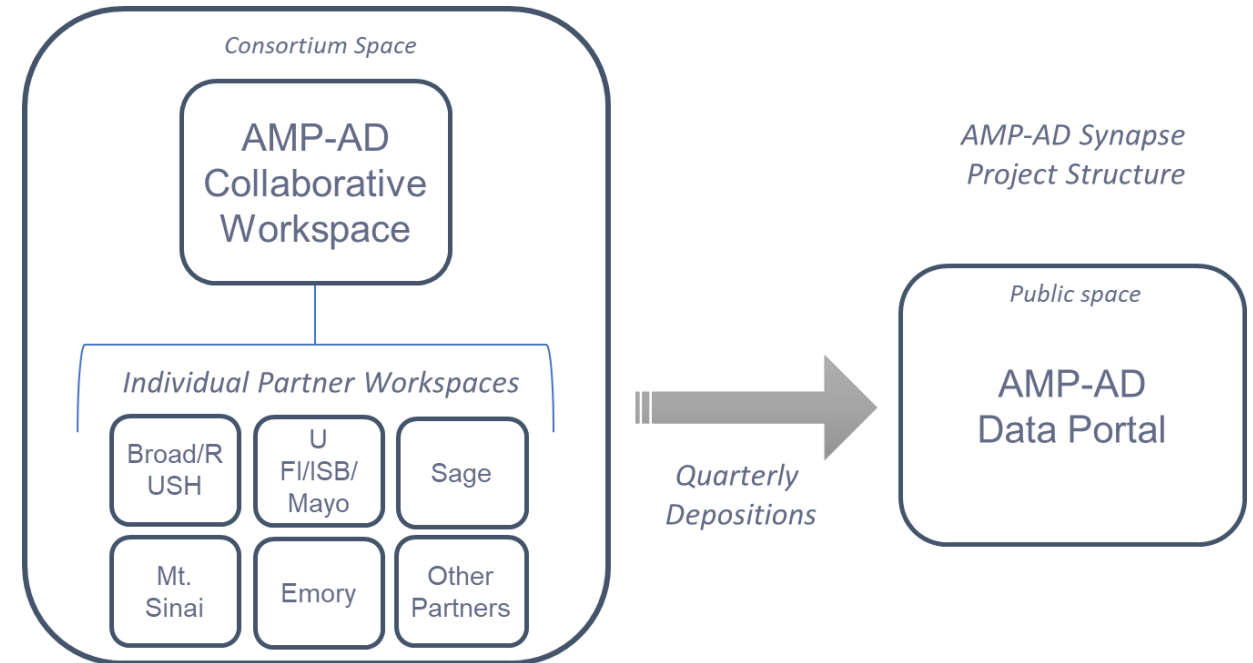 Consortium Space
AMP-AD
Collaborative
Workspace
Individual Partner Workspaces
Broad/R
USH
U
Fl/ISB/
Mayo
Sage
Mt.
Sinai
Emory
Other
Partners
Quarterly
Depositions
AMP-AD Synapse
Project Structure
Public space
AMP-AD
Data Portal